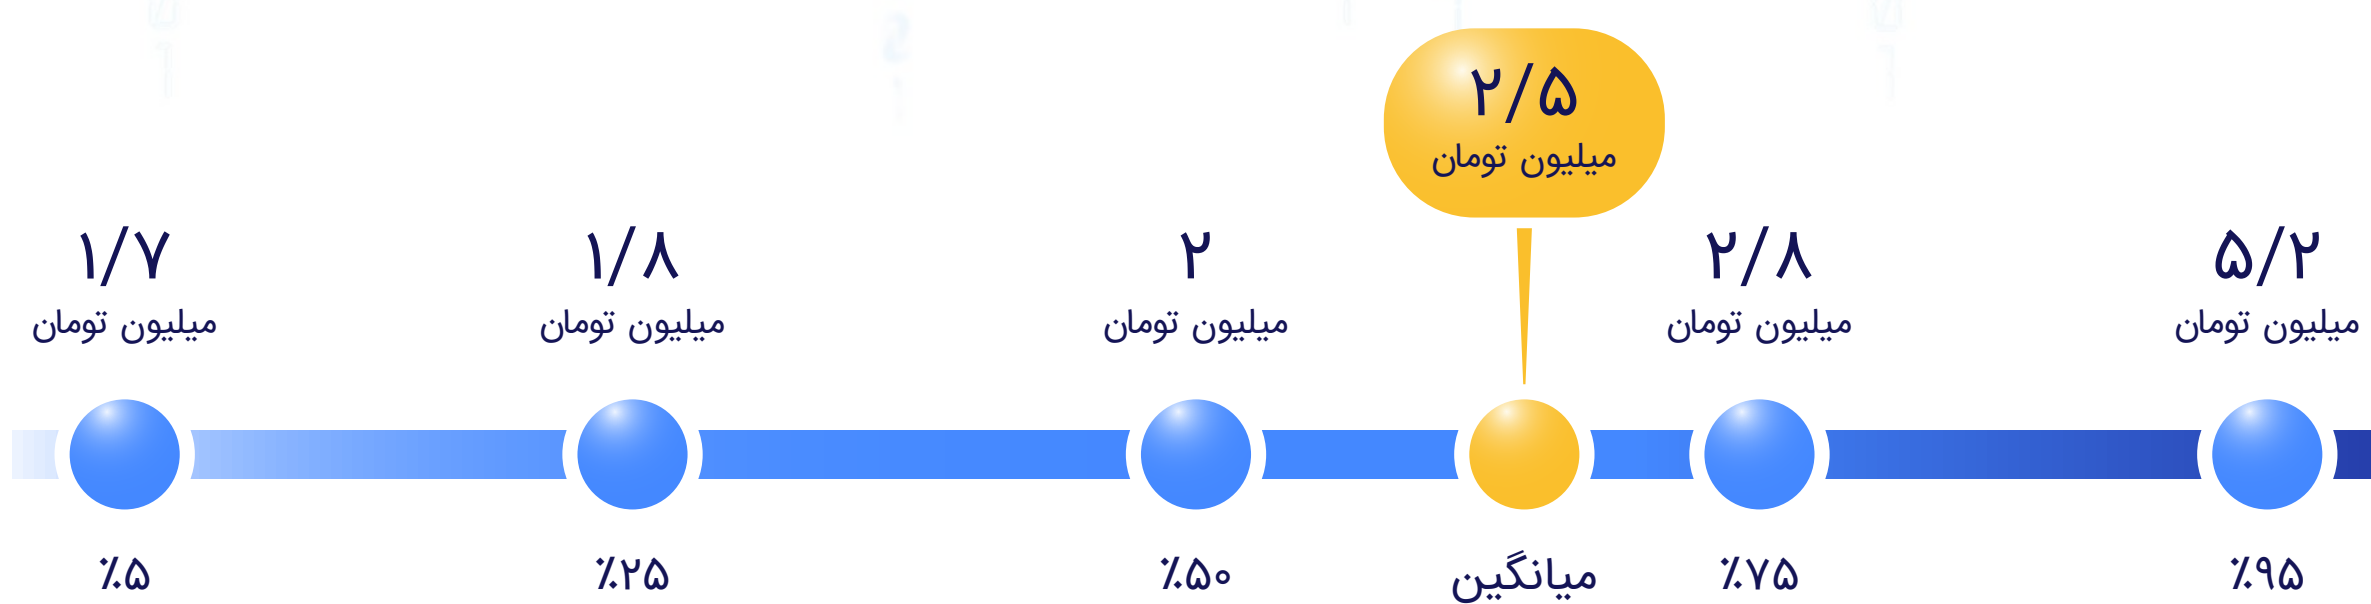 ۲/۵
میلیون تومان
۱/۷
میلیون تومان
۱/۸
میلیون تومان
۲
میلیون تومان
۲/۸
میلیون تومان
۵/۲
میلیون تومان
٪۵
٪۲۵
٪۵۰
میانگین
٪۷۵
٪۹۵